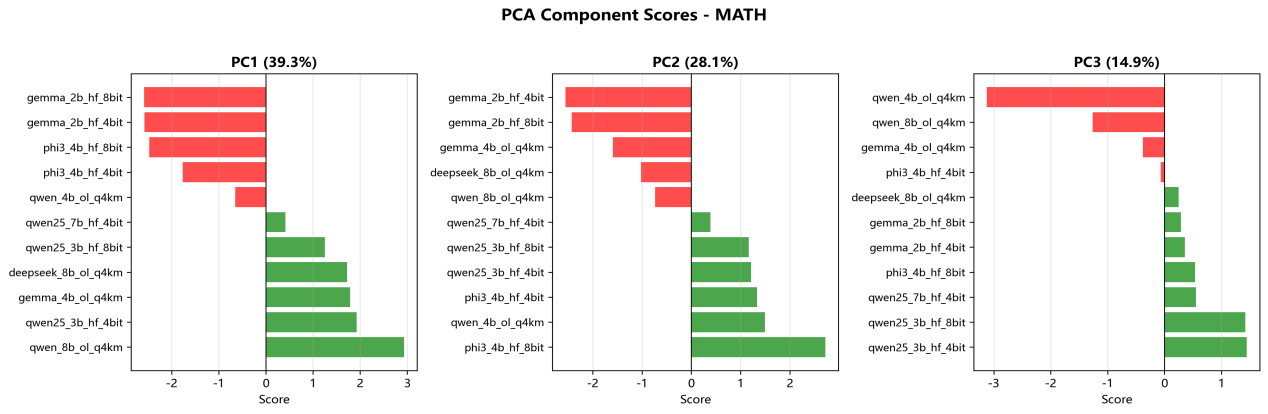 PCA Component Scores - MATH
PC1 (39.3%)
gemma_2b_hf_8bit
gemma_2b_hf_4bit
phi3_4b_hf_8bit
phi3_4b_hf_4bit
qwen_4b_ol_q4km
qwen25_7b_hf_4bit
qwen25_3b_hf_8bit
deepseek_8b_ol_q4km
gemma_4b_ol_q4km
qwen25_3b_hf_4bit
qwen_8b_ol_q4km
-2 -1 0 1 2 3
Score
PC2 (28.1%)
gemma_2b_hf_4bit
gemma_2b_hf_8bit
gemma_4b_ol_q4km
deepseek_8b_ol_q4km
qwen_8b_ol_q4km
qwen25_7b_hf_4bit
qwen25_3b_hf_8bit
qwen25_3b_hf_4bit
phi3_4b_hf_4bit
qwen_4b_ol_q4km
phi3_4b_hf_8bit
-2 -1 0 1 2
Score
PC3 (14.9%)
qwen_4b_ol_q4km
qwen_8b_ol_q4km
gemma_4b_ol_q4km
phi3_4b_hf_4bit
deepseek_8b_ol_q4km
gemma_2b_hf_8bit
gemma_2b_hf_4bit
phi3_4b_hf_8bit
qwen25_7b_hf_4bit
qwen25_3b_hf_8bit
qwen25_3b_hf_4bit
-3 -2 -1 0 1
Score